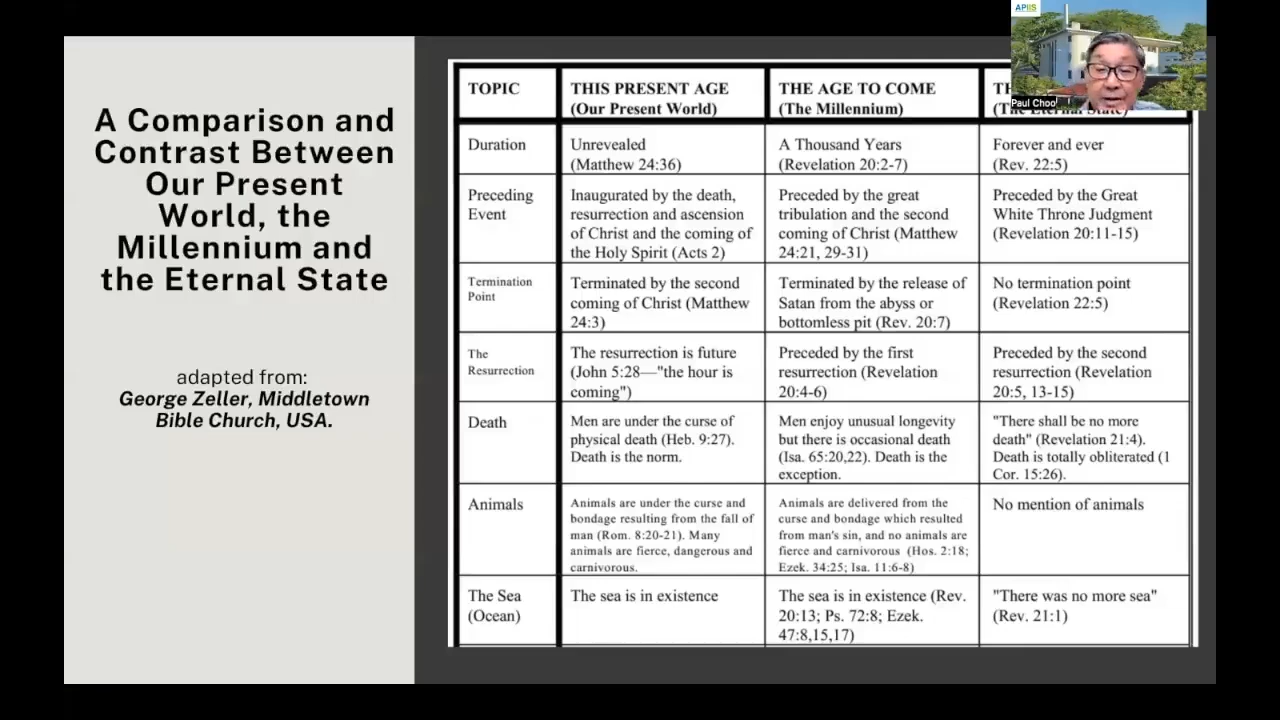 A Comparison and
Contrast Between
Our Present
World, the
Millennium and
the Eternal State
adapted from:
George Zeller, Middletown
Bible Church, USA.
APIIS
Paul Choo
TOPIC
THIS PRESENT AGE
(Our Present World)
THE AGE TO COME
(The Millennium)
(The Eternal State)
Duration
Unrevealed
(Matthew 24:36)
A Thousand Years
(Revelation 20:2-7)
Forever and ever
(Rev. 22:5)
Preceding
Event
Inaugurated by the death,
resurrection and ascension
of Christ and the coming of
the Holy Spirit (Acts 2)
Preceded by the great
tribulation and the second
coming of Christ (Matthew
24:21, 29-31)
Preceded by the Great
White Throne Judgment
(Revelation 20:11-15)
Termination
Point
Terminated by the second
coming of Christ (Matthew
24:3)
Terminated by the release of
Satan from the abyss or
bottomless pit (Rev. 20:7)
No termination point
(Revelation 22:5)
The
Resurrection
The resurrection is future
(John 5:28—"the hour is
coming")
Preceded by the first
resurrection (Revelation
20:4-6)
Preceded by the second
resurrection (Revelation
20:5, 13-15)
Death
Men are under the curse of
physical death (Heb. 9:27).
Death is the norm.
Men enjoy unusual longevity
but there is occasional death
(Isa. 65:20,22). Death is the
exception.
"There shall be no more
death" (Revelation 21:4).
Death is totally obliterated (1
Cor. 15:26).
Animals
Animals are under the curse and
bondage resulting from the fall of
man (Rom. 8:20-21). Many
animals are fierce, dangerous and
carnivorous.
Animals are delivered from the
curse and bondage which resulted
from man's sin, and no animals are
fierce and carnivorous (Hos. 2:18;
Ezek. 34:25; Isa. 11:6-8)
No mention of animals
The Sea
(Ocean)
The sea is in existence
The sea is in existence (Rev.
20:13; Ps. 72:8; Ezek.
47:8,15,17)
"There was no more sea"
(Rev. 21:1)